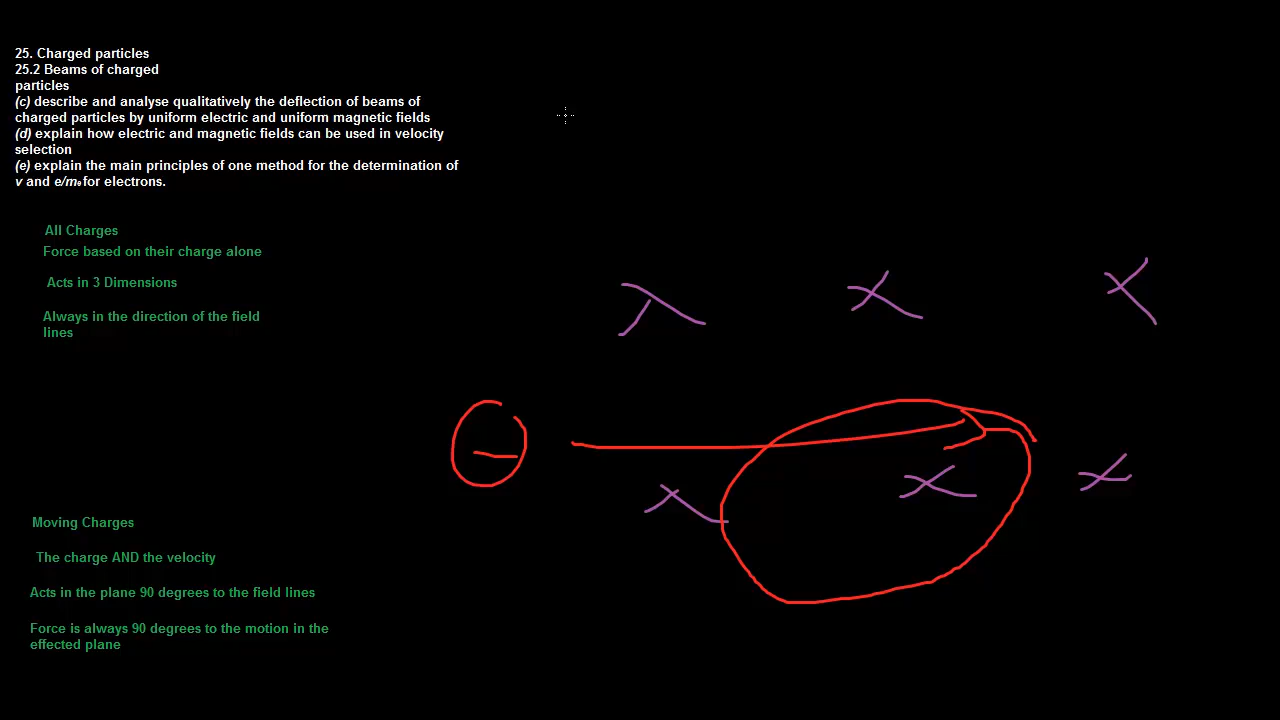 25. Charged particles
25.2 Beams of charged
particles
(c) describe and analyse qualitatively the deflection of beams of
charged particles by uniform electric and uniform magnetic fields
(d) explain how electric and magnetic fields can be used in velocity
selection
(e) explain the main principles of one method for the determination of
v and e/mₑ for electrons.
All Charges
Force based on their charge alone
Acts in 3 Dimensions
Always in the direction of the field
lines
Moving Charges
The charge AND the velocity
Acts in the plane 90 degrees to the field lines
Force is always 90 degrees to the motion in the
effected plane